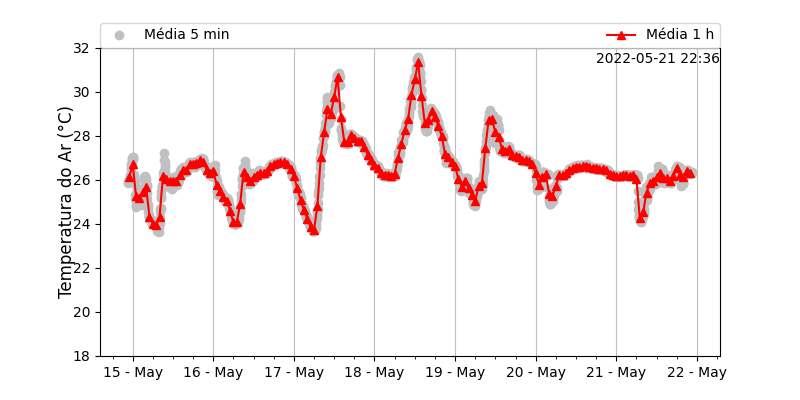 Média 5 min
Média 1 h
2022-05-21 22:36
Temperatura do Ar (°C)
32
30
28
26
24
22
20
18
15 - May
16 - May
17 - May
18 - May
19 - May
20 - May
21 - May
22 - May